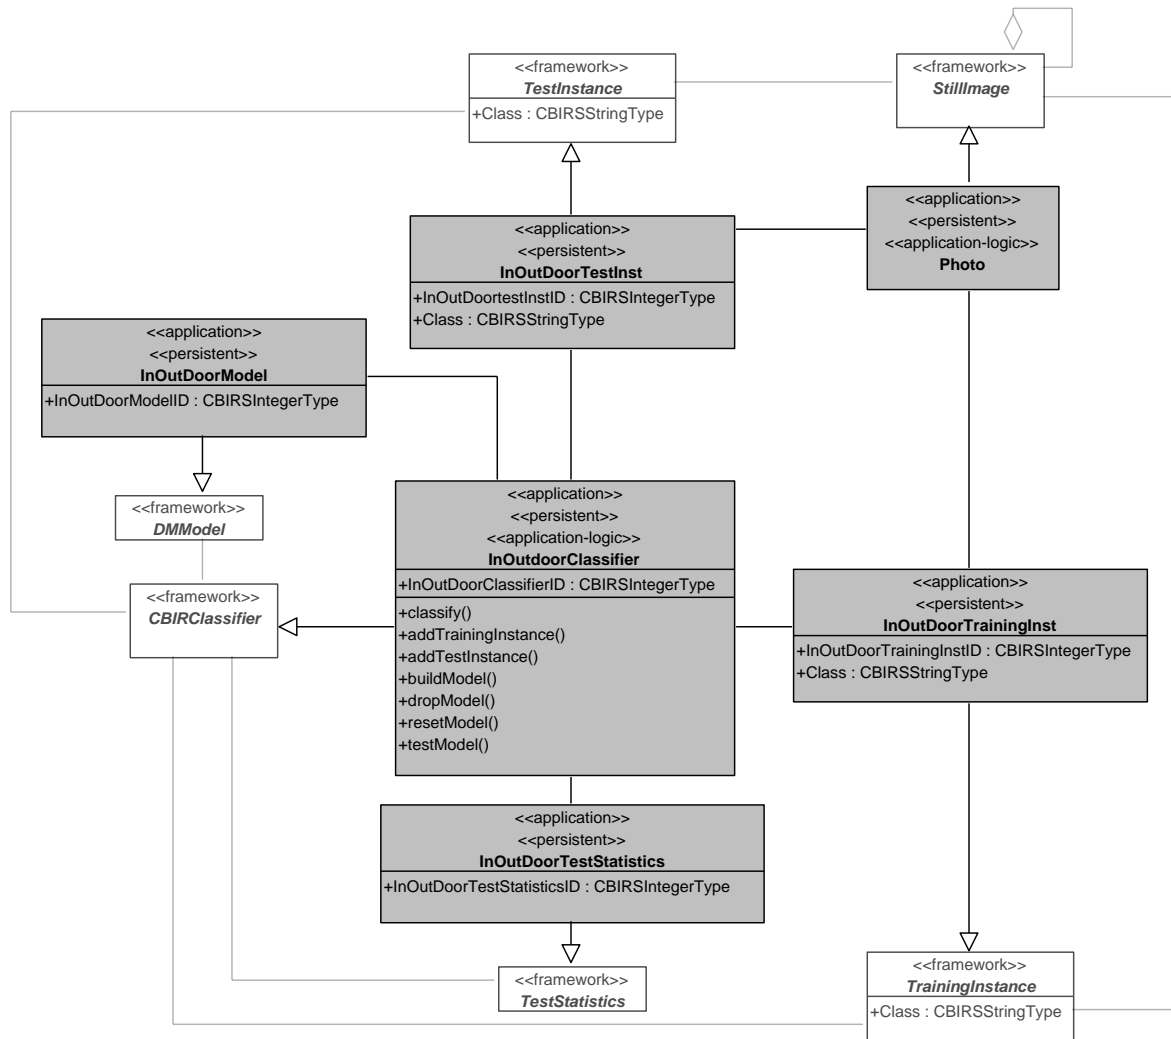 <<framework>>
TestInstance
+Class : CBIRSStringType
<<framework>>
StillImage
<<application>>
<<persistent>>
<<application-logic>>
Photo
<<application>>
<<persistent>>
InOutDoorTestInst
+InOutDoortestInstID : CBIRSIntegerType
+Class : CBIRSStringType
<<application>>
<<persistent>>
InOutDoorModel
+InOutDoorModelID : CBIRSIntegerType
<<framework>>
DMModel
<<application>>
<<persistent>>
<<application-logic>>
InOutdoorClassifier
+InOutDoorClassifierID : CBIRSIntegerType
+classify()
+addTrainingInstance()
+addTestInstance()
+buildModel()
+dropModel()
+resetModel()
+testModel()
<<framework>>
CBIRClassifier
<<application>>
<<persistent>>
InOutDoorTrainingInst
+InOutDoorTrainingInstID : CBIRSIntegerType
+Class : CBIRSStringType
<<application>>
<<persistent>>
InOutDoorTestStatistics
+InOutDoorTestStatisticsID : CBIRSIntegerType
<<framework>>
TestStatistics
<<framework>>
TrainingInstance
+Class : CBIRSStringType